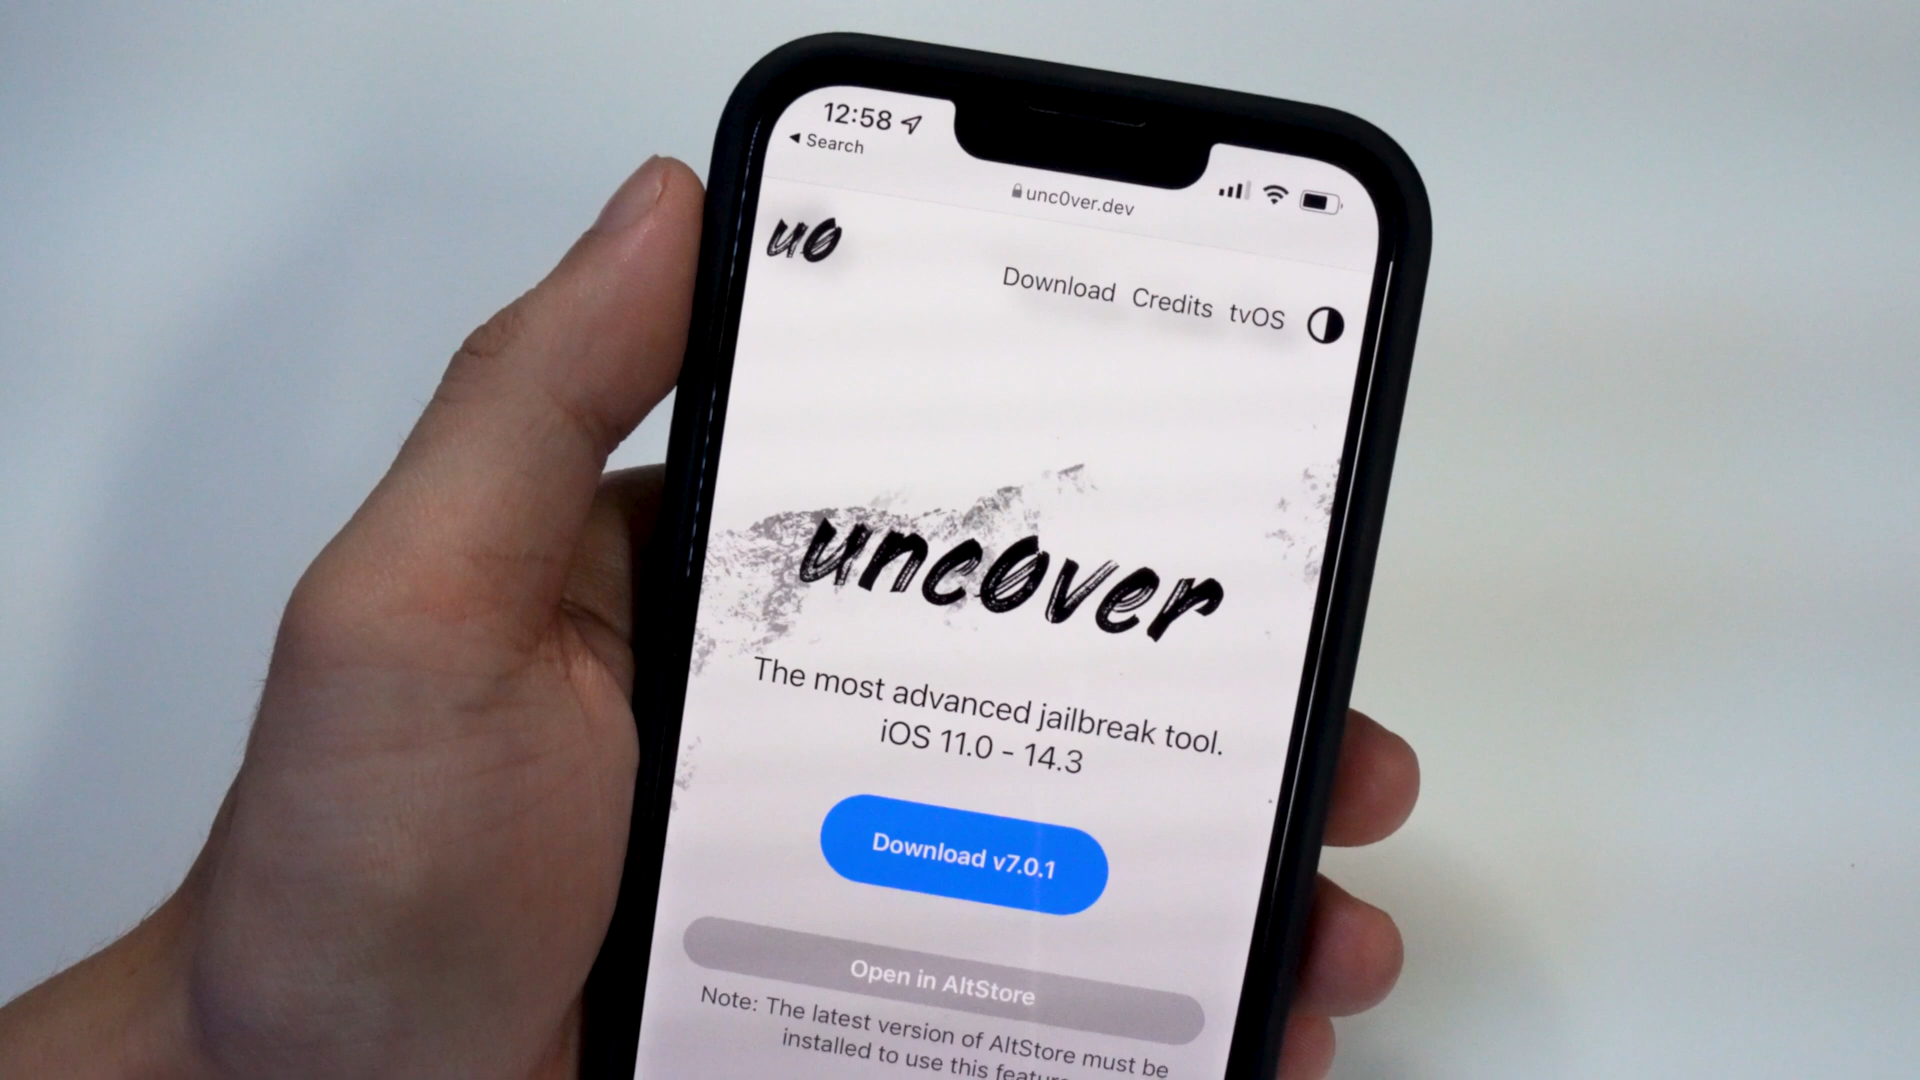 12:58
Search
unc0ver.dev
u0
Download Credits tvOS
unc0ver
The most advanced jailbreak tool.
iOS 11.0 - 14.3
Download v7.0.1
Open in AltStore
Note: The latest version of AltStore must be
installed to use this